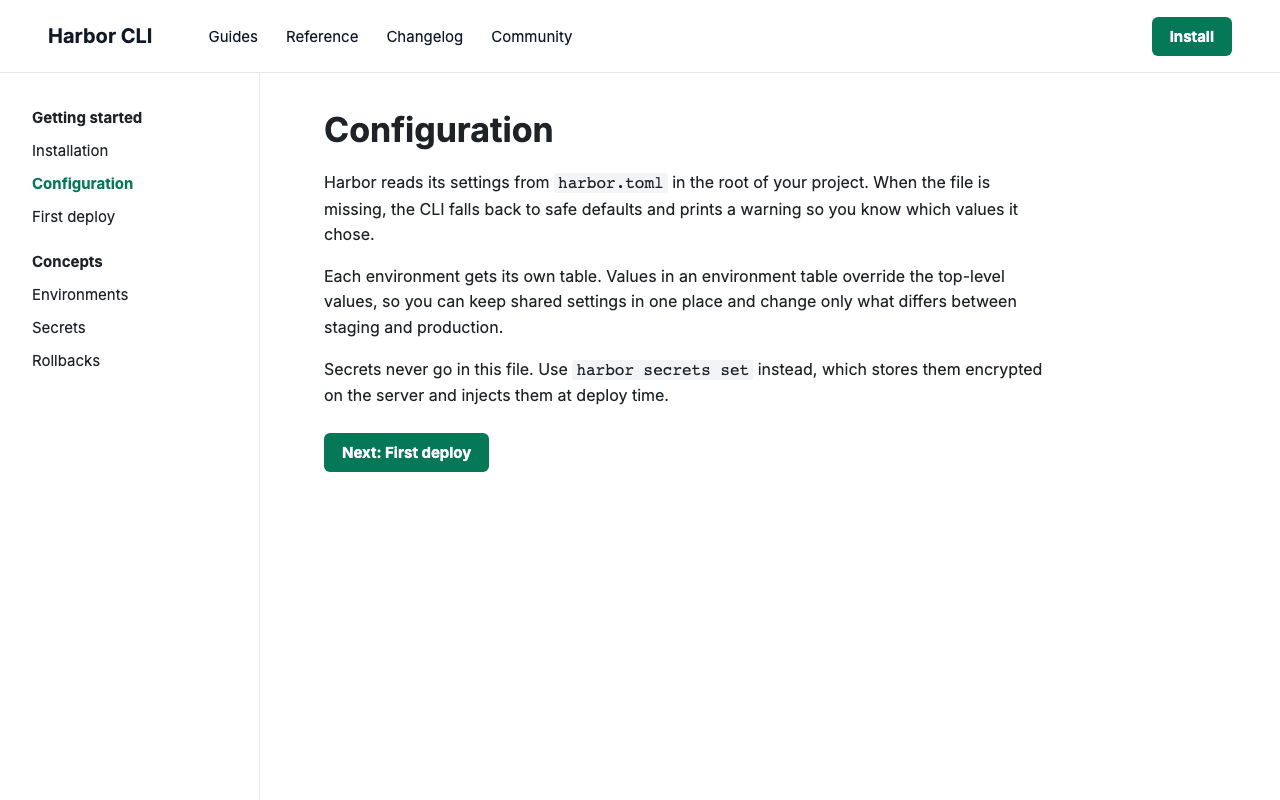 Harbor CLI
Guides
Reference
Changelog
Community
Install
Getting started
Installation
Configuration
First deploy
Concepts
Environments
Secrets
Rollbacks
Configuration
Harbor reads its settings from harbor.toml in the root of your project. When the file is
missing, the CLI falls back to safe defaults and prints a warning so you know which values it
chose.
Each environment gets its own table. Values in an environment table override the top-level
values, so you can keep shared settings in one place and change only what differs between
staging and production.
Secrets never go in this file. Use harbor secrets set instead, which stores them encrypted
on the server and injects them at deploy time.
Next: First deploy